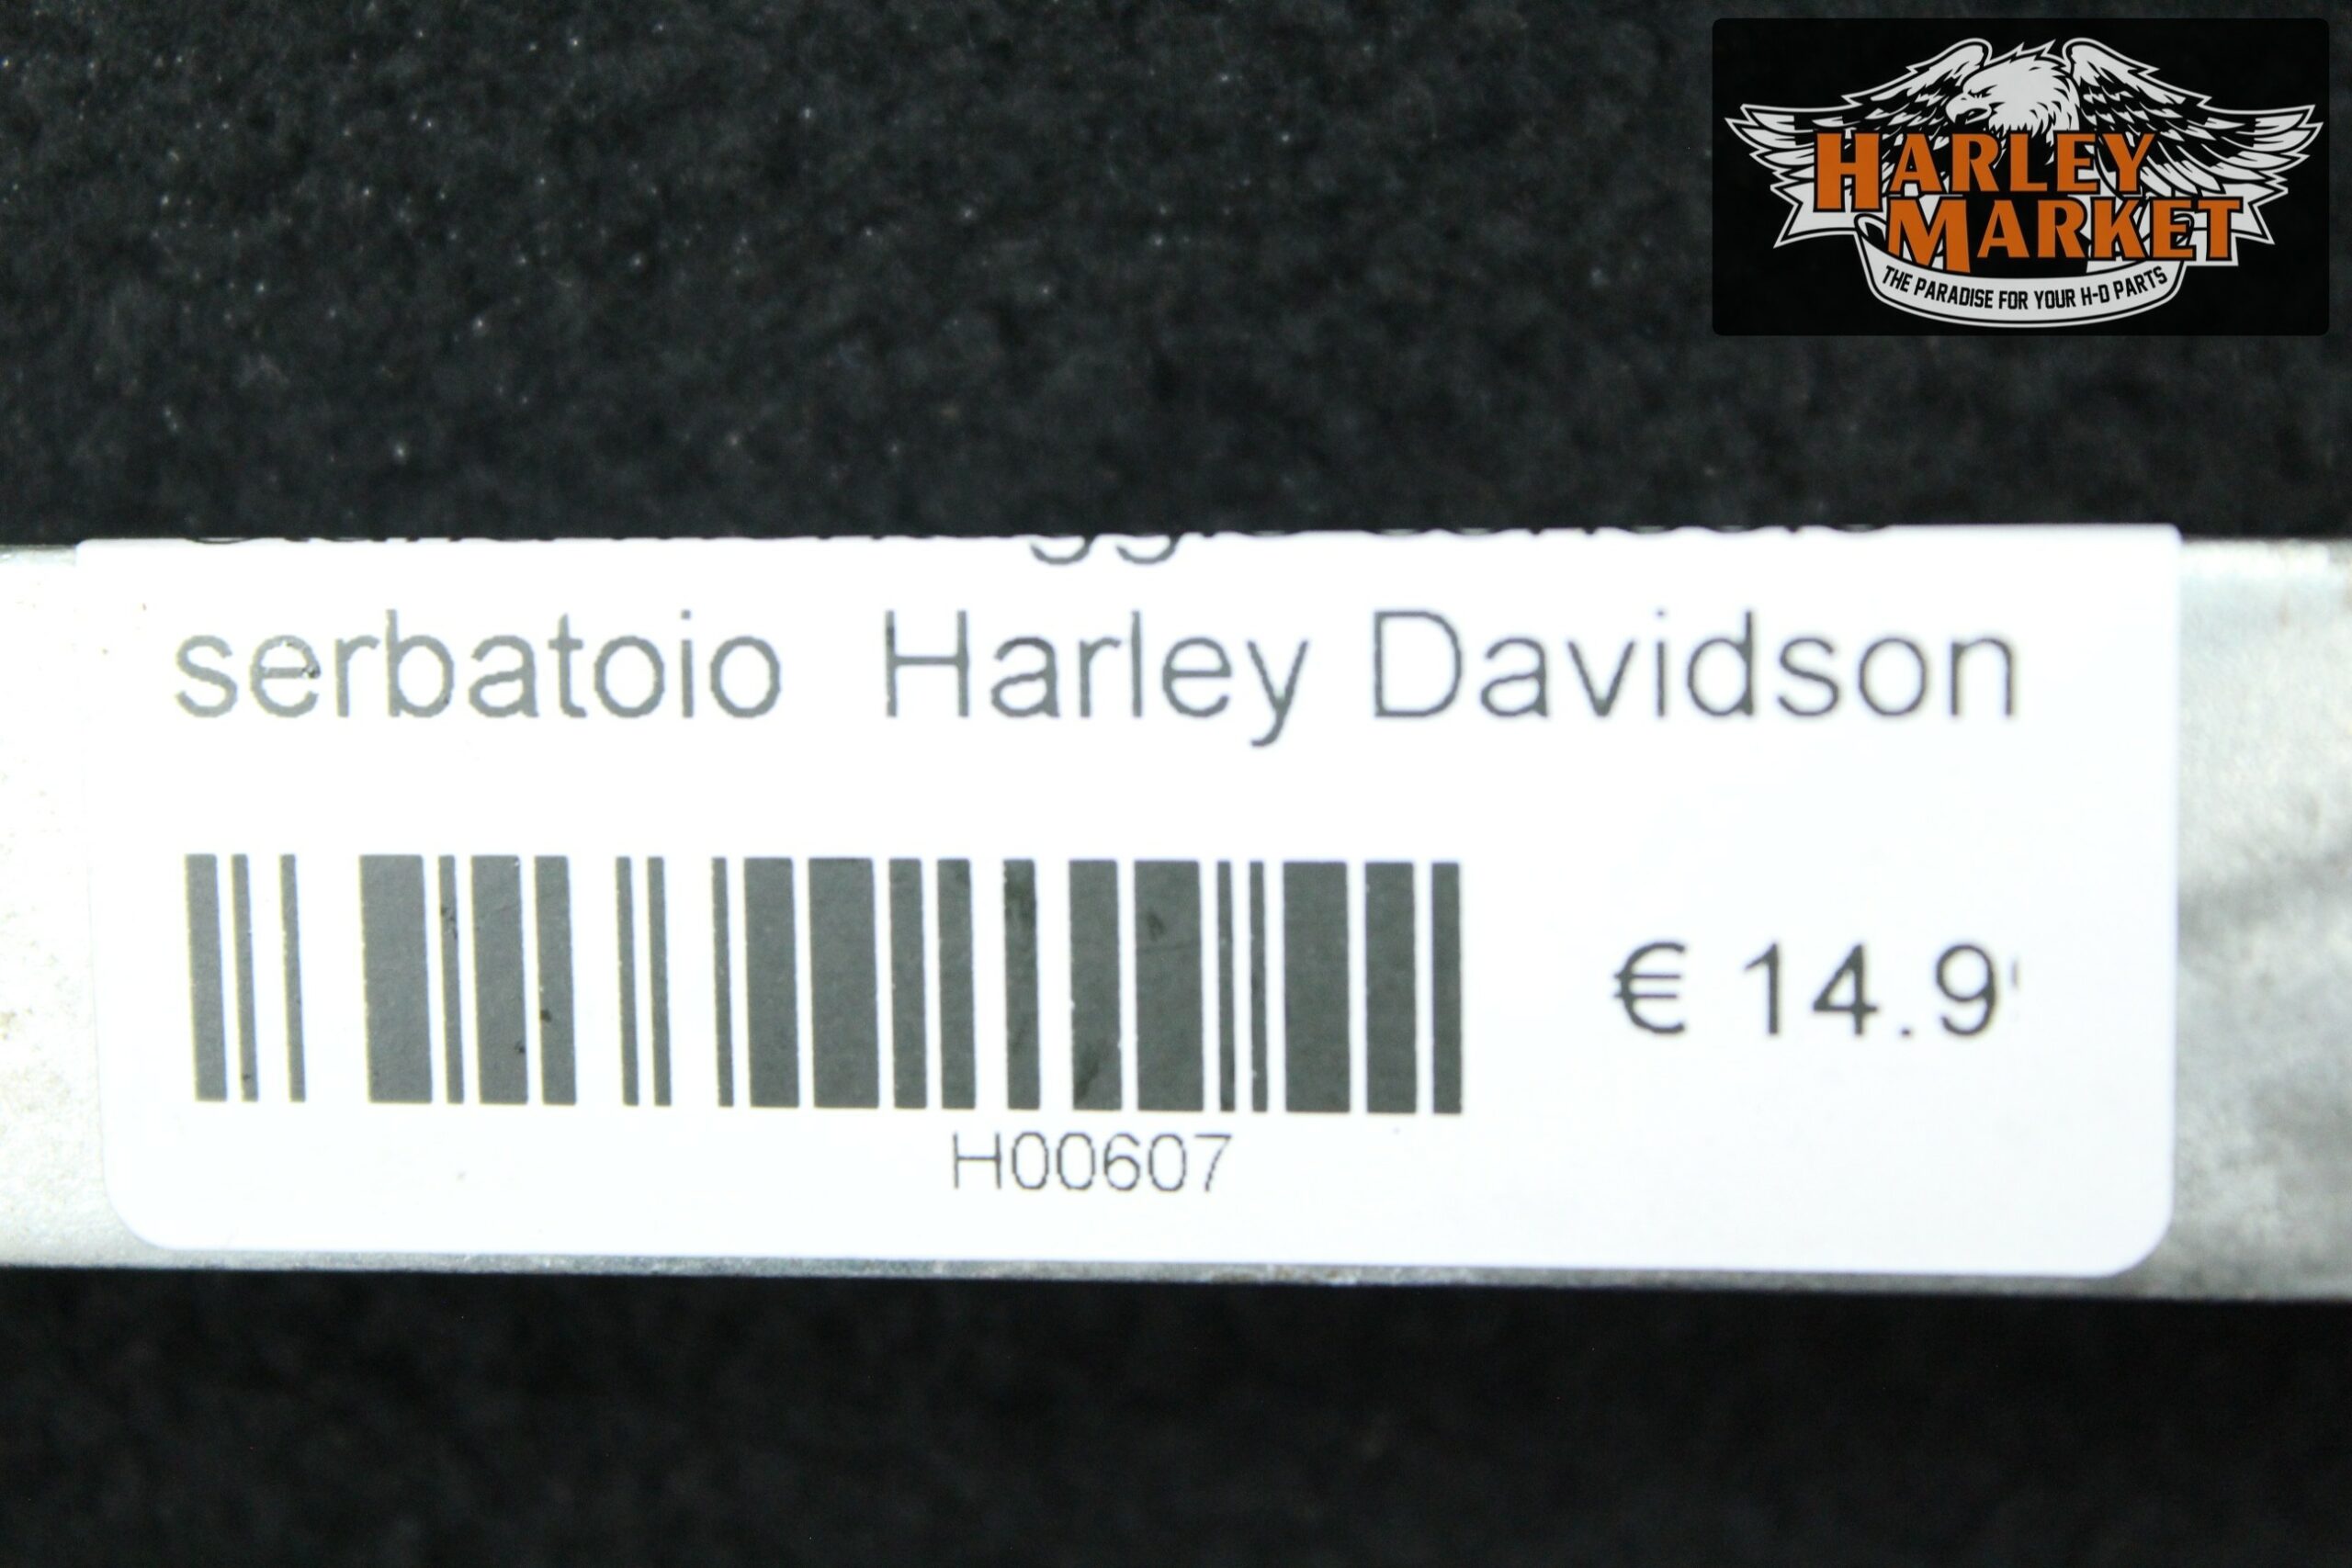 HARLEY
MARKET
THE PARADISE FOR YOUR H-D PARTS
serbatoio Harley Davidson
€ 14.9
H00607